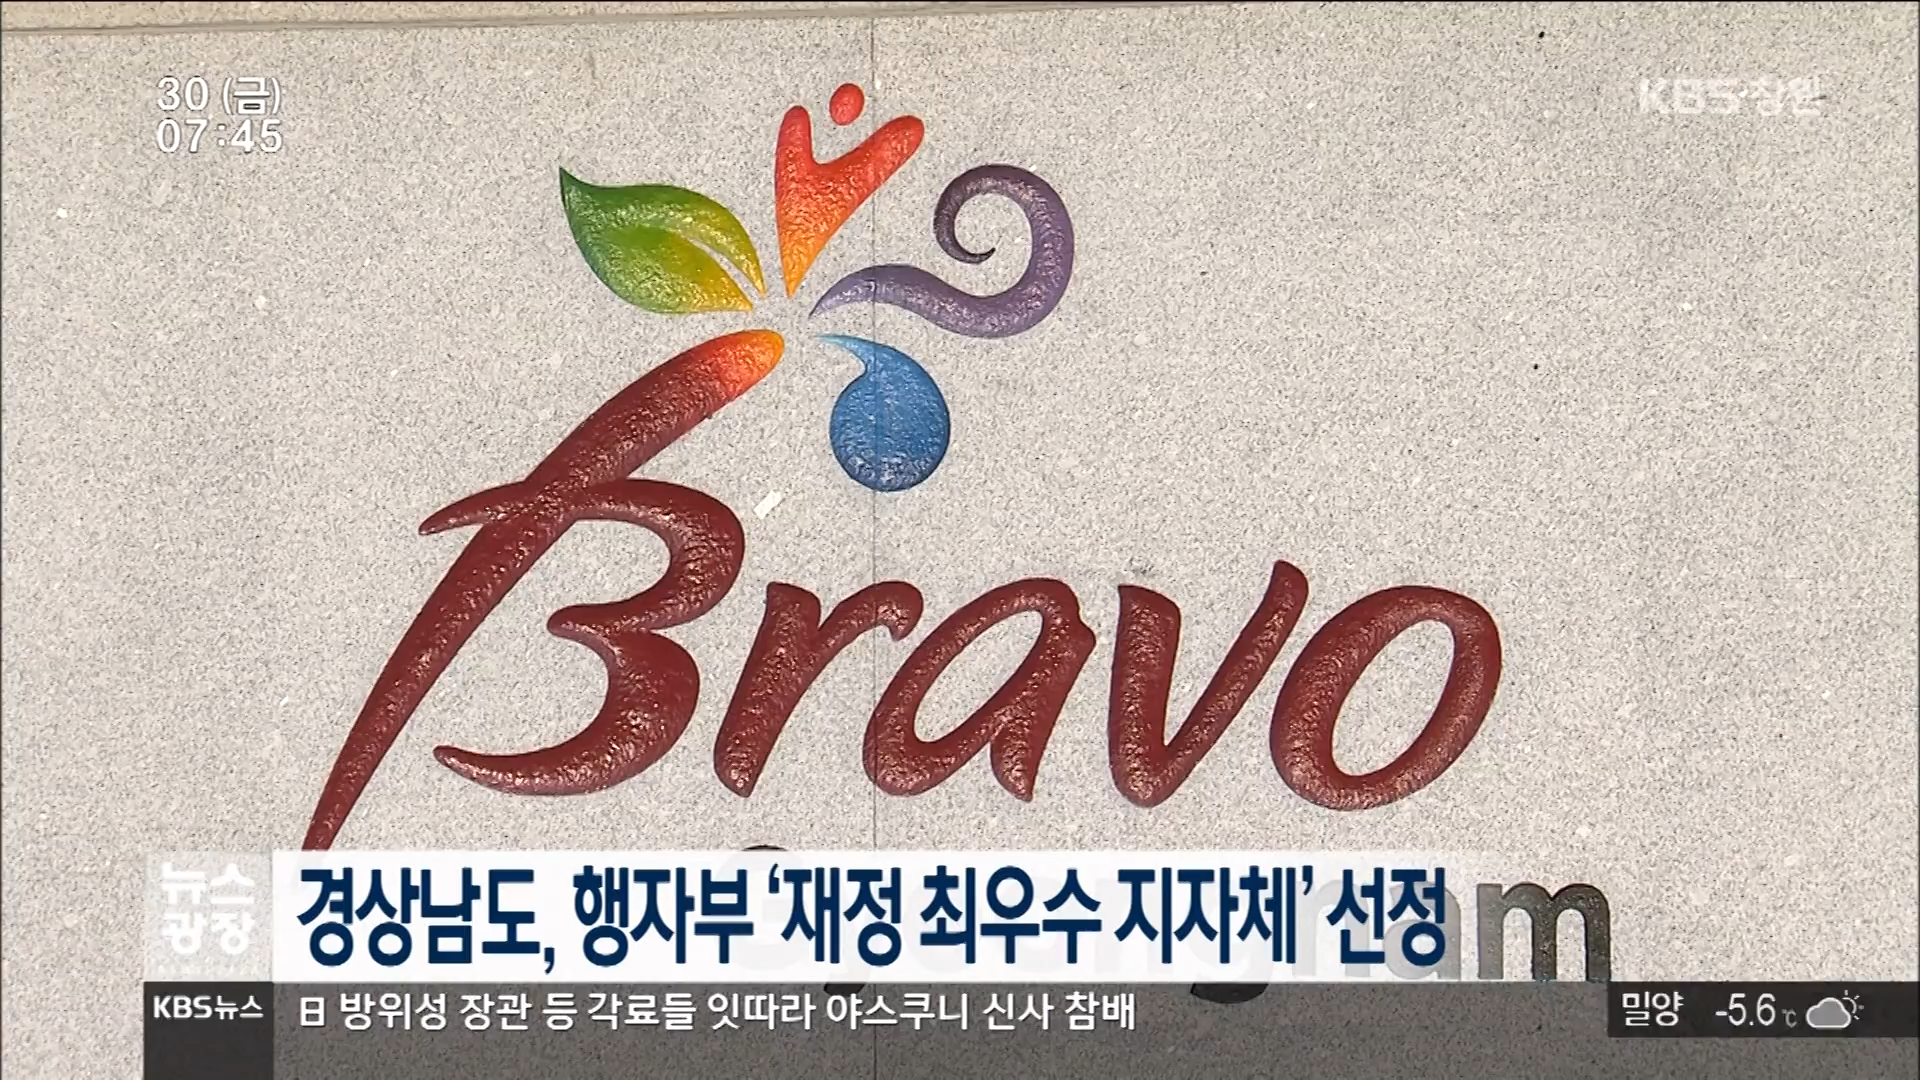 30 (금)
07:45
KBS창원
Bravo
뉴스
광장
경상남도, 행자부 ‘재정 최우수 지자체’ 선정
KBS뉴스
日 방위성 장관 등 각료들 잇따라 야스쿠니 신사 참배
밀양 -5.6℃